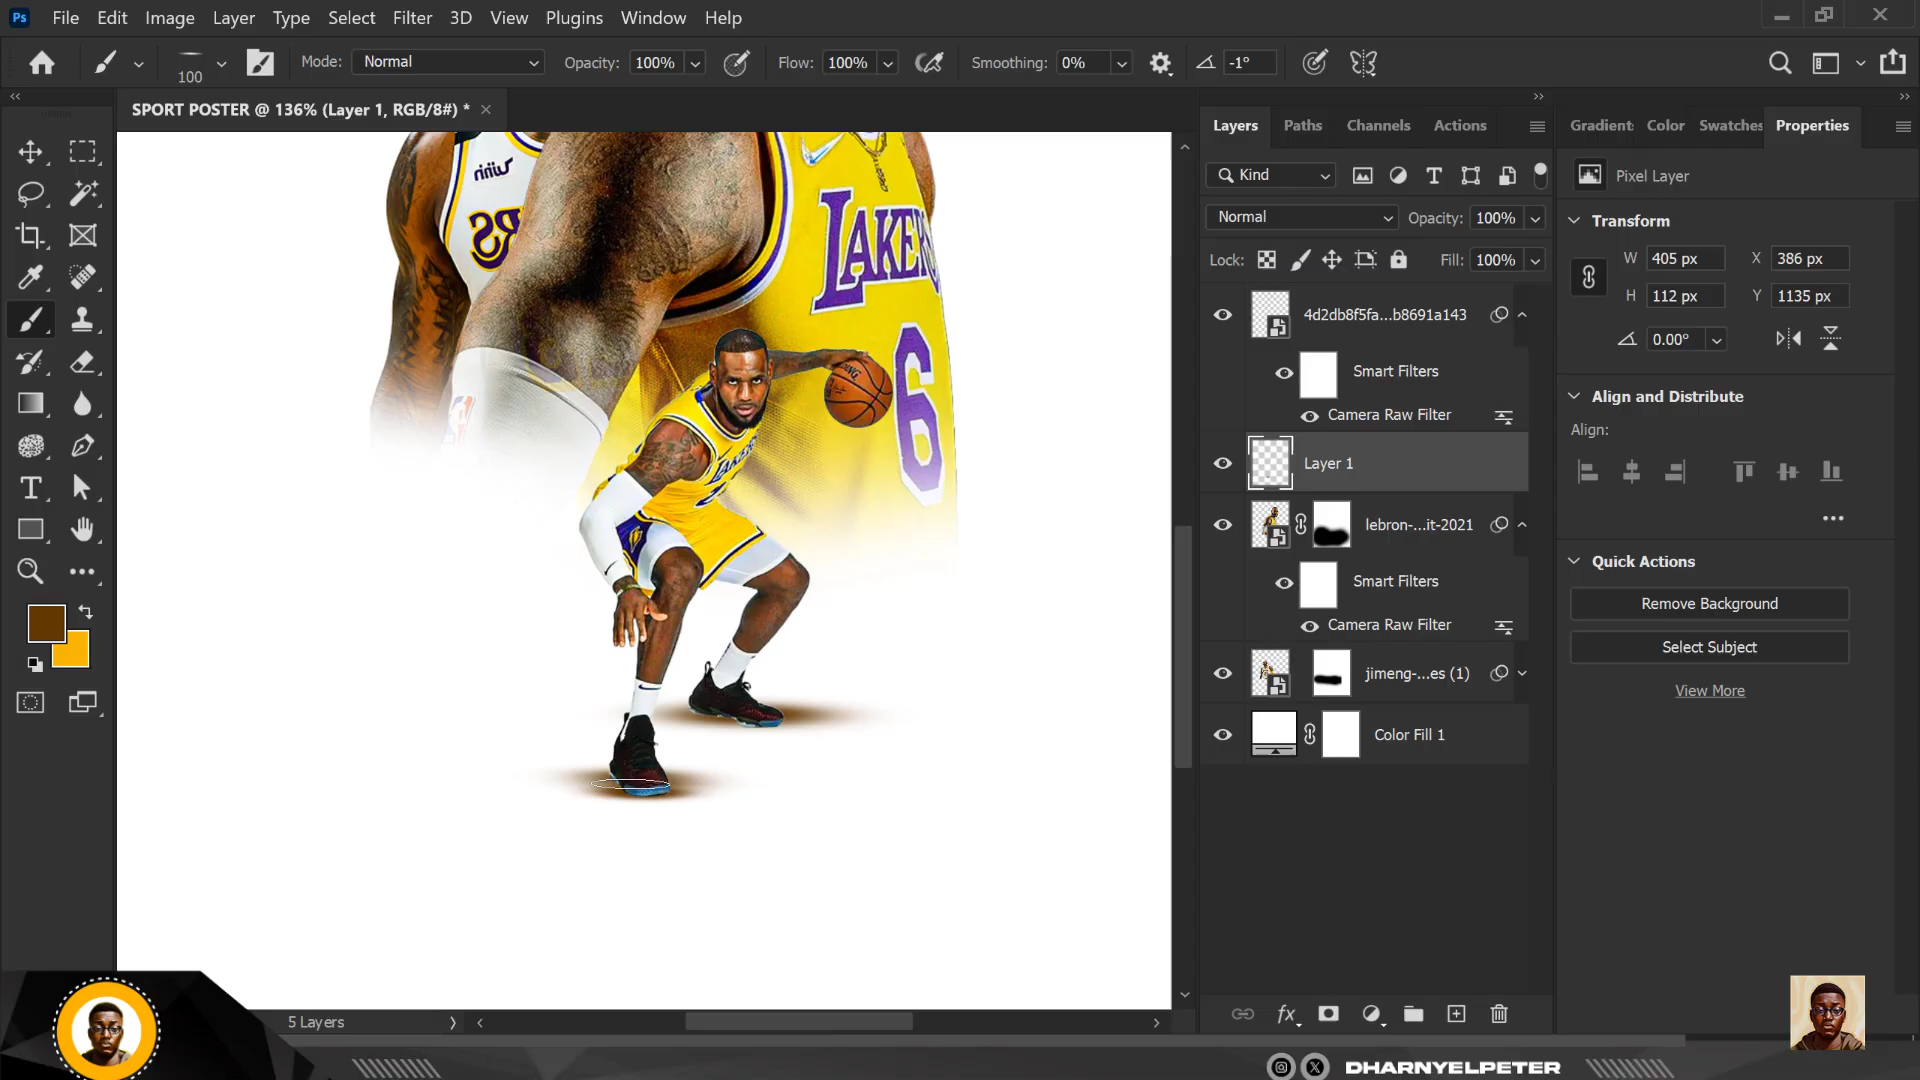 Ps File Edit Image Layer Type Select Filter 3D View Plugins Window Help
100 Mode: Normal Opacity: 100% Flow: 100% Smoothing: 0% -1°
SPORT POSTER @ 136% (Layer 1, RGB/8#) * ×
Layers Paths Channels Actions
Gradient Color Swatches Properties
Kind
Pixel Layer
Normal Opacity: 100%
Lock: Fill: 100%
Transform
W 405 px X 386 px
H 112 px Y 1135 px
0.00°
4d2db8f5fa...b8691a143
Smart Filters
Camera Raw Filter
Align and Distribute
Align:
Layer 1
lebron-...it-2021
Smart Filters
Camera Raw Filter
Quick Actions
Remove Background
Select Subject
View More
jimeng-...es (1)
Color Fill 1
LAKERS
6
LAKERS
5 Layers
DHARNYELPETER